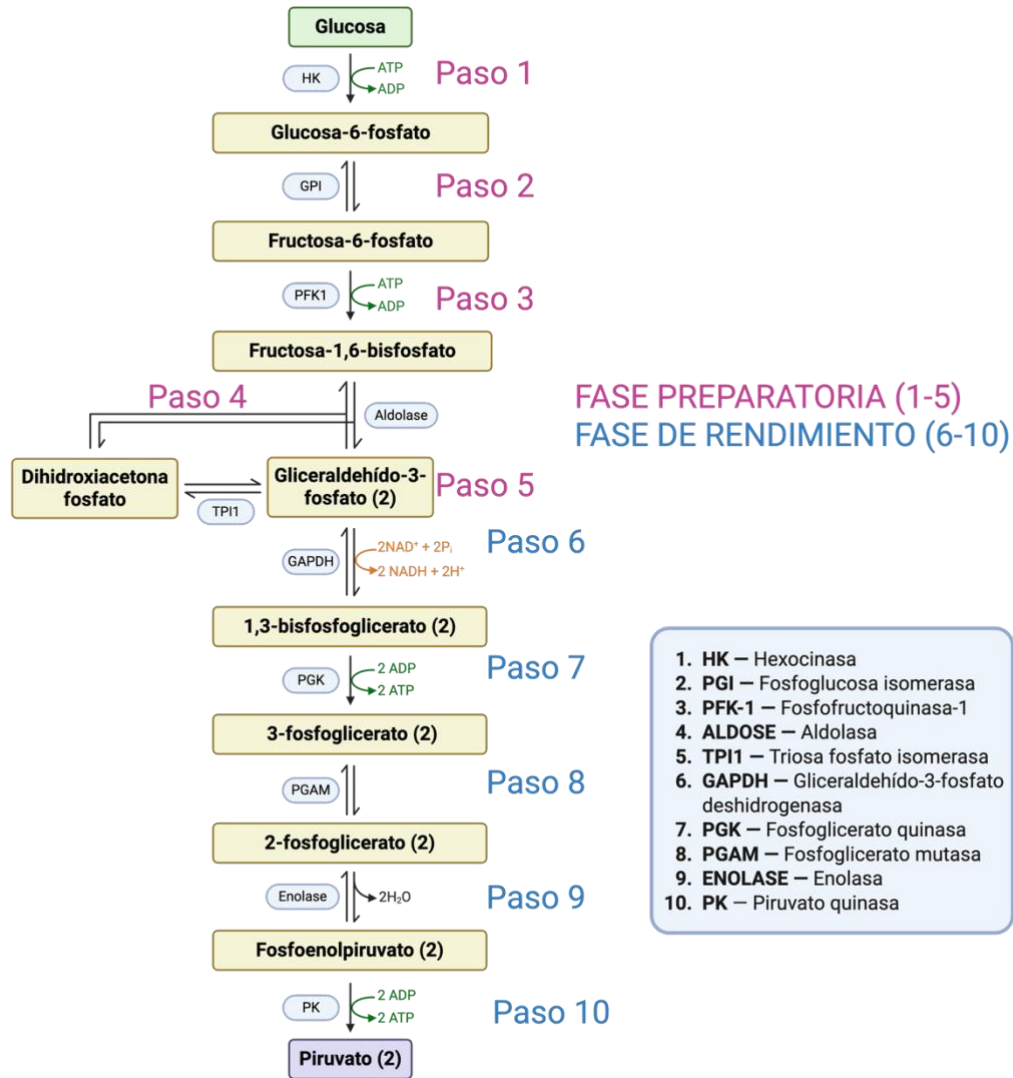 Glucosa
HK
ATP
ADP
Paso 1
Glucosa-6-fosfato
GPI
Paso 2
Fructosa-6-fosfato
PFK1
ATP
ADP
Paso 3
Fructosa-1,6-bisfosfato
Paso 4
Aldolase
FASE PREPARATORIA (1-5)
FASE DE RENDIMIENTO (6-10)
Dihidroxiacetona
fosfato
TPI1
Gliceraldehído-3-
fosfato (2)
Paso 5
GAPDH
2NAD⁺ + 2Pᵢ
2 NADH + 2H⁺
Paso 6
1,3-bisfosfoglicerato (2)
PGK
2 ADP
2 ATP
Paso 7
3-fosfoglicerato (2)
PGAM
Paso 8
2-fosfoglicerato (2)
Enolase
2H₂O
Paso 9
Fosfoenolpiruvato (2)
PK
2 ADP
2 ATP
Paso 10
Piruvato (2)
1. HK — Hexocinasa
2. PGI — Fosfoglucosa isomerasa
3. PFK-1 — Fosfofructoquinasa-1
4. ALDOSE — Aldolasa
5. TPI1 — Triosa fosfato isomerasa
6. GAPDH — Gliceraldehído-3-fosfato
deshidrogenasa
7. PGK — Fosfoglicerato quinasa
8. PGAM — Fosfoglicerato mutasa
9. ENOLASE — Enolasa
10. PK — Piruvato quinasa